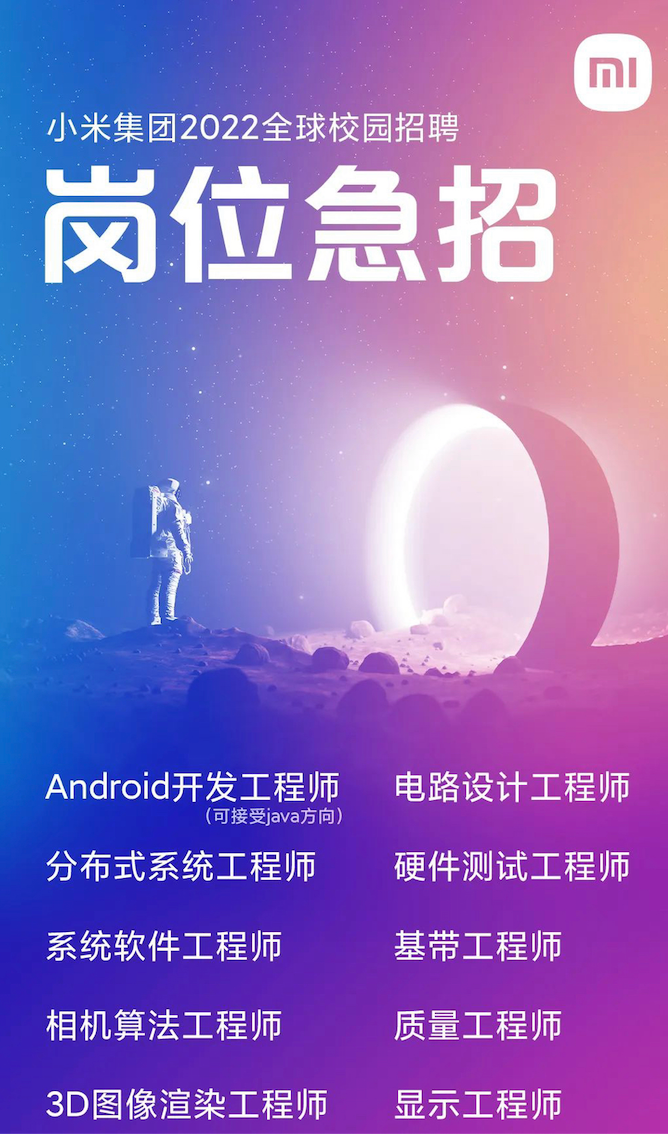 mi
小米集团2022全球校园招聘
岗位急招
Android开发工程师
(可接受java方向)
分布式系统工程师
系统软件工程师
相机算法工程师
3D图像渲染工程师
电路设计工程师
硬件测试工程师
基带工程师
质量工程师
显示工程师